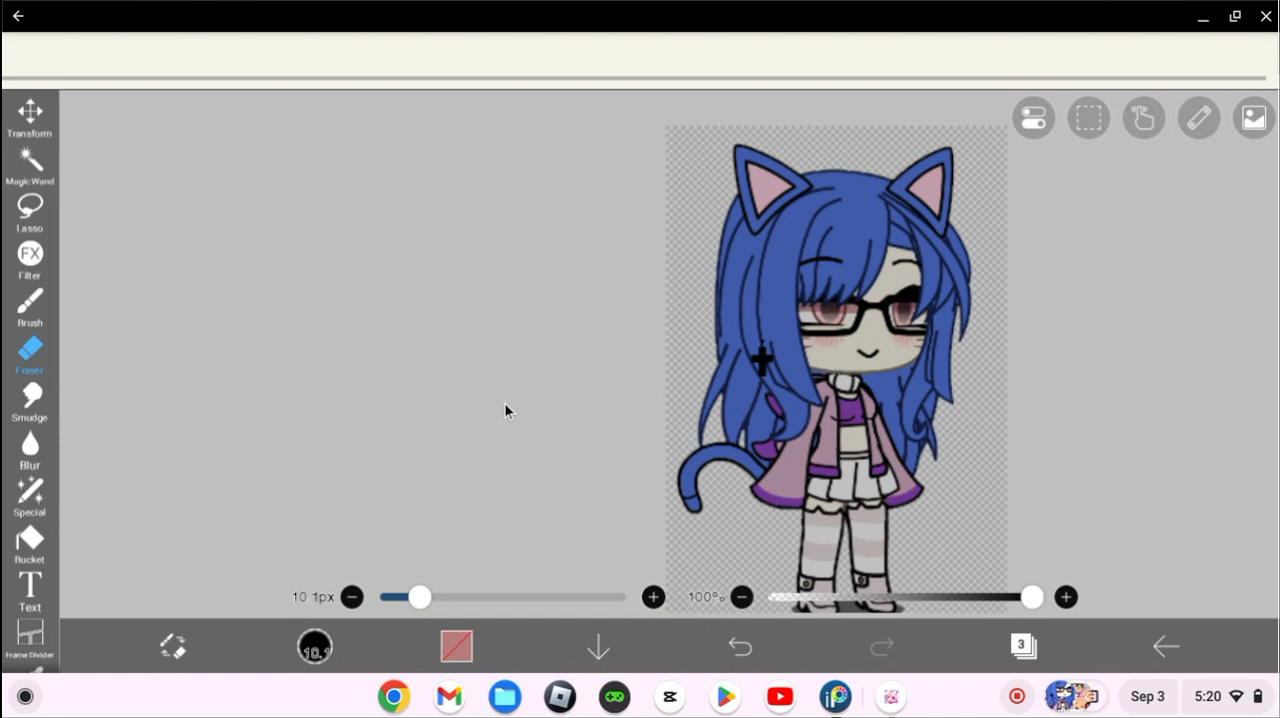 Transform
Magic Wand
Lasso
FX
Filter
Brush
Eraser
Smudge
Blur
Special
Bucket
T
Text
Frame Divider
10 1px
100%
10.1
3
Sep 3
5:20